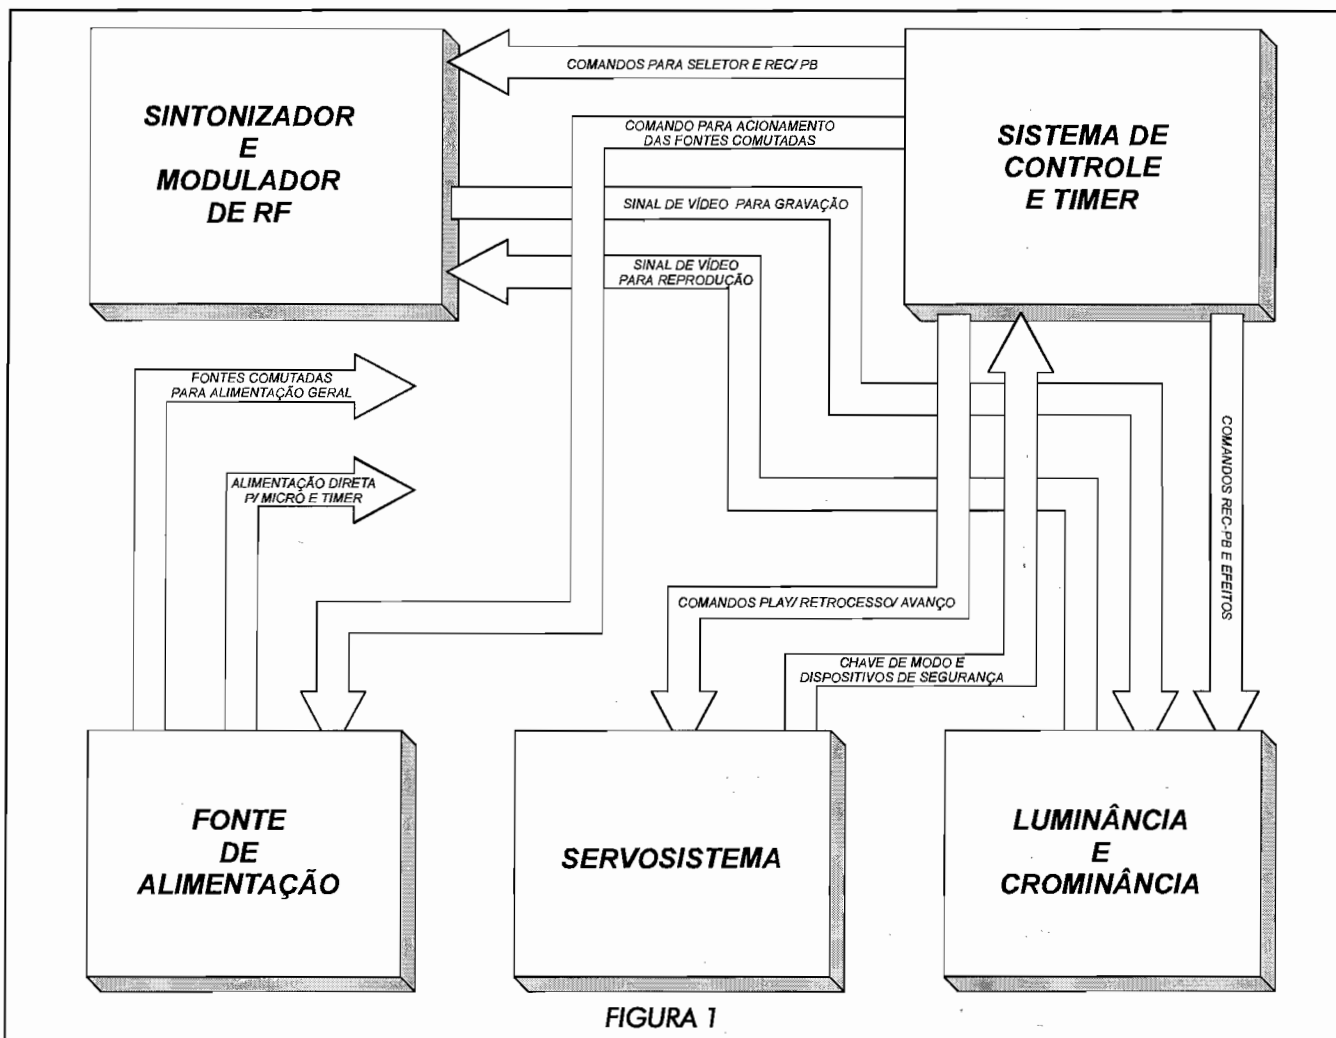 SINTONIZADOR
E
MODULADOR
DE RF
COMANDOS PARA SELETOR E REC/ PB
COMANDO PARA ACIONAMENTO
DAS FONTES COMUTADAS
SISTEMA DE
CONTROLE
E TIMER
SINAL DE VÍDEO PARA GRAVAÇÃO
SINAL DE VÍDEO
PARA REPRODUÇÃO
FONTES COMUTADAS
PARA ALIMENTAÇÃO GERAL
ALIMENTAÇÃO DIRETA
P/ MICRO E TIMER
COMANDOS REC-PB E EFEITOS
COMANDOS PLAY/ RETROCESSO/ AVANÇO
CHAVE DE MODO E
DISPOSITIVOS DE SEGURANÇA
FONTE
DE
ALIMENTAÇÃO
SERVOSISTEMA
LUMINÂNCIA
E
CROMINÂNCIA
FIGURA 1